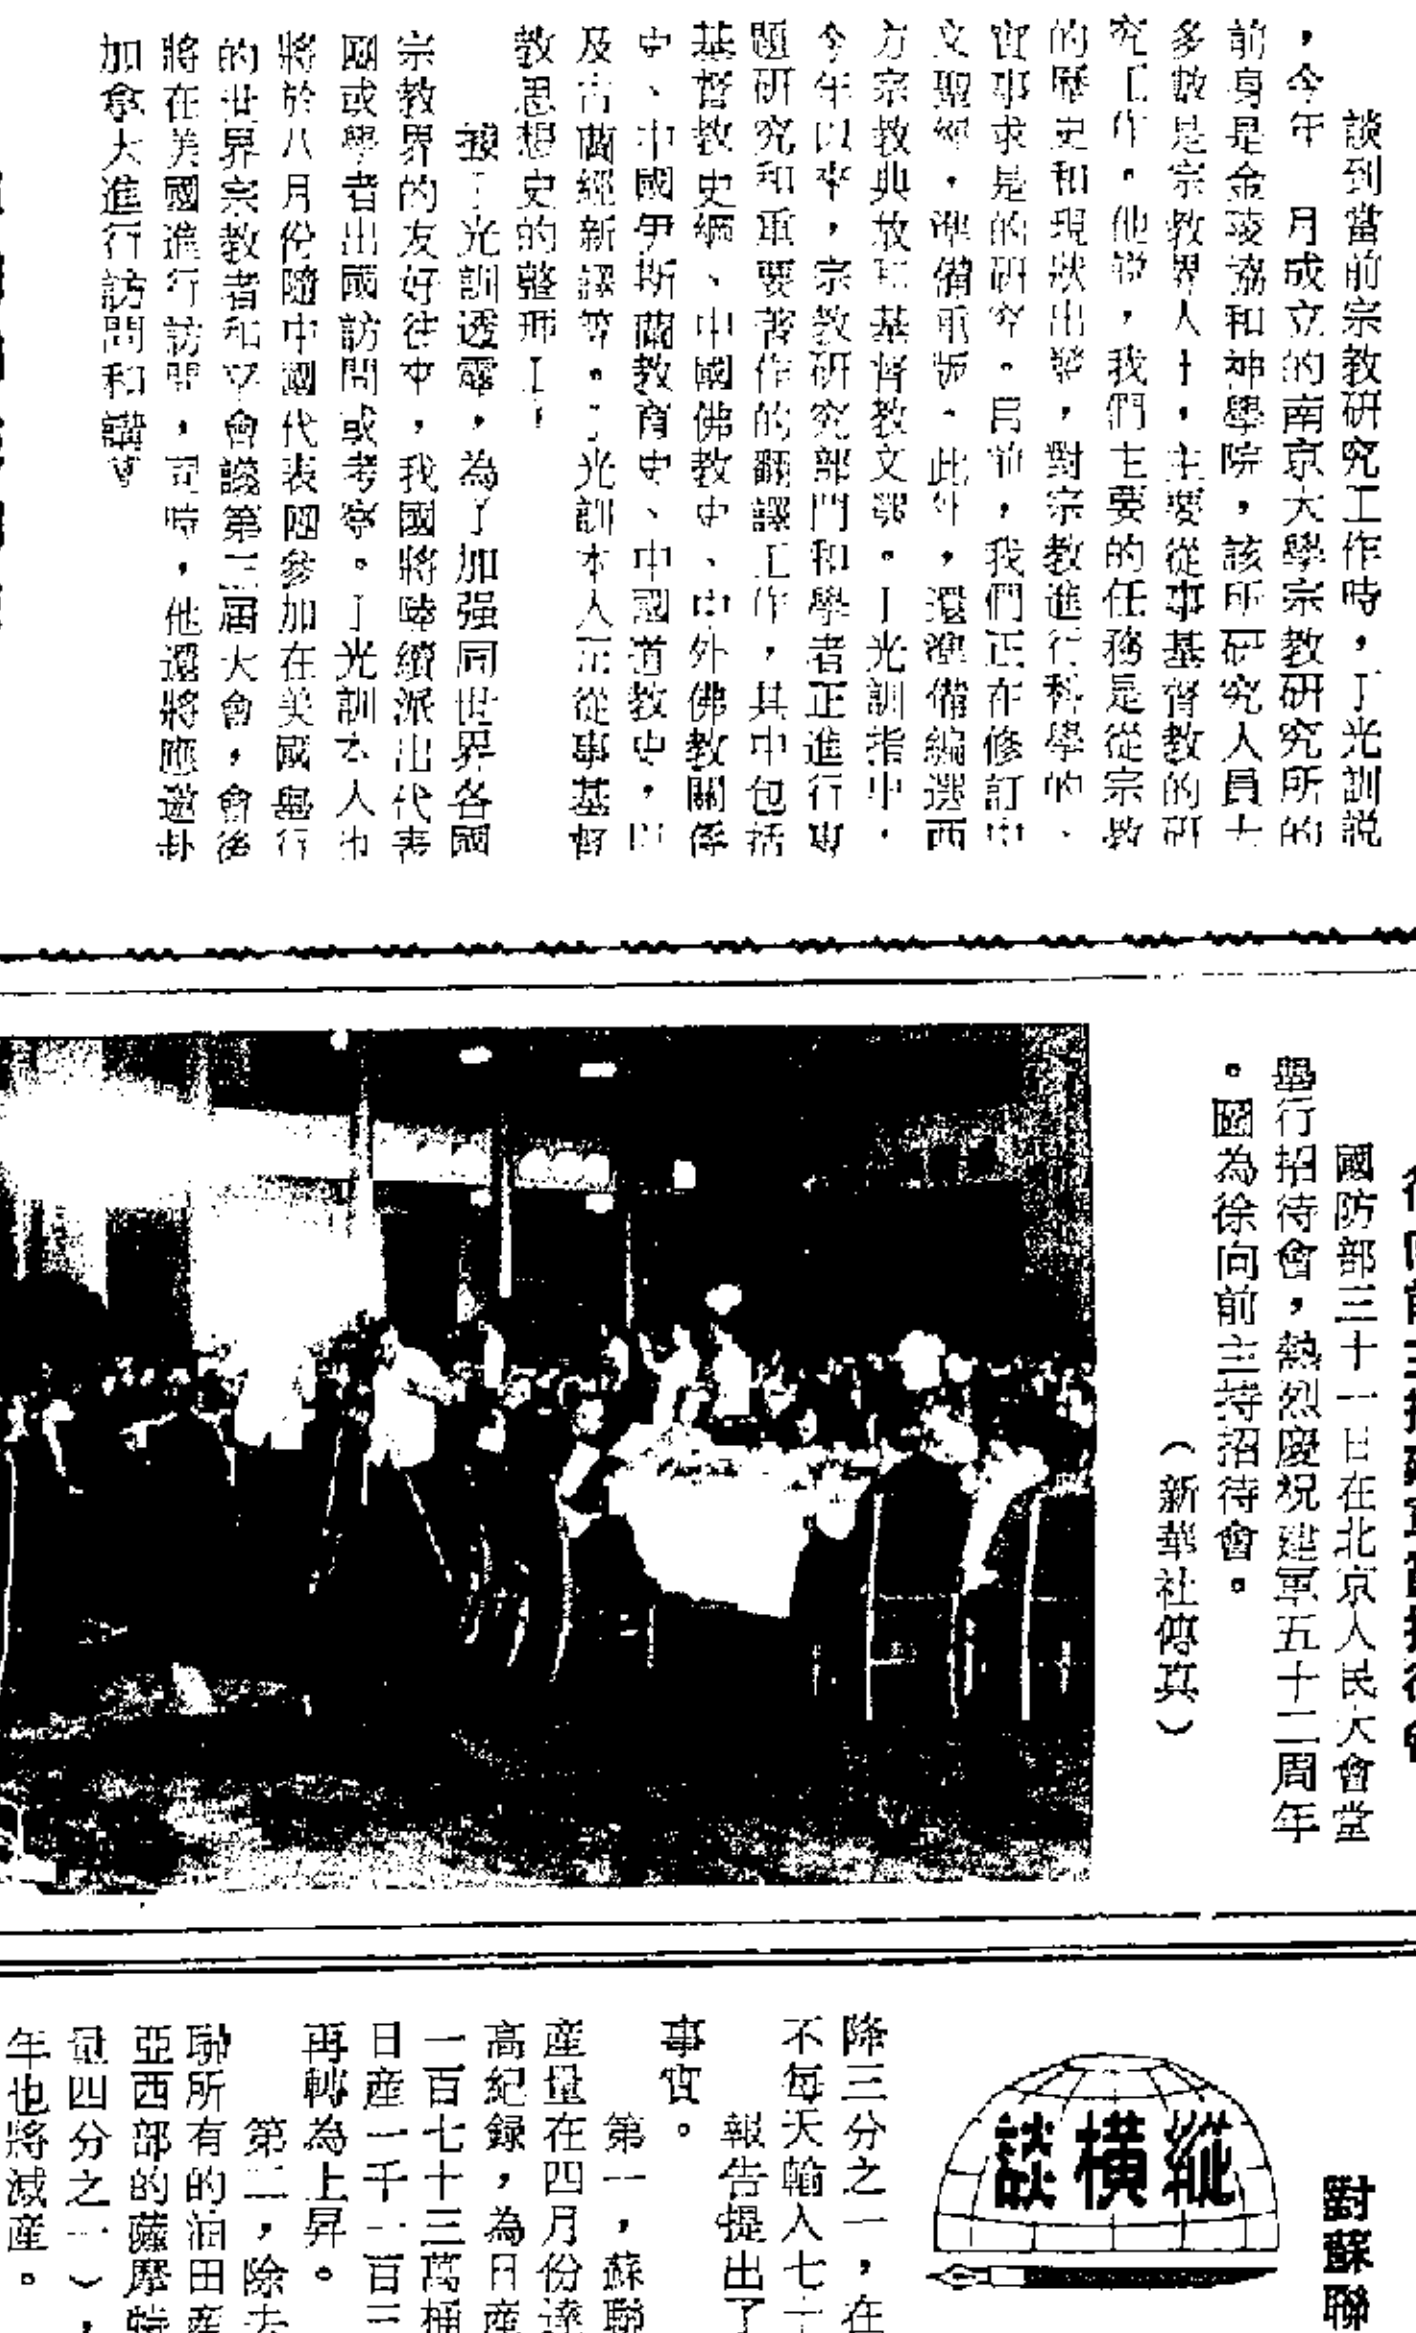 談到當前宗教研究工作時，丁光訓説
，今年　月成立的南京大學宗教研究所的
前身是金陵協和神學院，該所研究人員大
多數是宗教界人士，主要從事基督教的研
究工作。他説，我們主要的任務是從宗教
的歷史和現狀出發，對宗教進行科學的、
實事求是的研究。目前，我們正在修訂中
文聖經，準備重版。此外，還準備編選西
方宗教典故和基督教文選。丁光訓指出，
今年以來，宗教研究部門和學者正進行專
題研究和重要著作的翻譯工作，其中包括
基督教史綱、中國佛教史、中外佛教關係
史、中國伊斯蘭教育史、中國道教史，以
及古蘭經新譯等。丁光訓本人正從事基督
教思想史的整理工
據丁光訓透露，為了加强同世界各國
宗教界的友好往來，我國將陸續派出代表
團或學者出國訪問或考察。丁光訓本人也
將於八月份隨中國代表團參加在美國舉行
的世界宗教者和平會議第三屆大會，會後
將在美國進行訪問，同時，他還將應邀赴
加拿大進行訪問和講
國防部三十一日在北京人民大會堂
舉行招待會，熱烈慶祝建軍五十二周年
。圖為徐向前主持招待會。
（新華社傳真）
對蘇聯
縱橫談
降三分之一，在
不每天輸入七十
報告提出了
事實。
第一，蘇聯
產量在四月份達
高紀録，為日產
一百七十三萬桶
日產一千一百三
再轉為上昇。
第二，除去
聯所有的油田產
亞西部的薩摩特
量四分之一），
年也將減產。